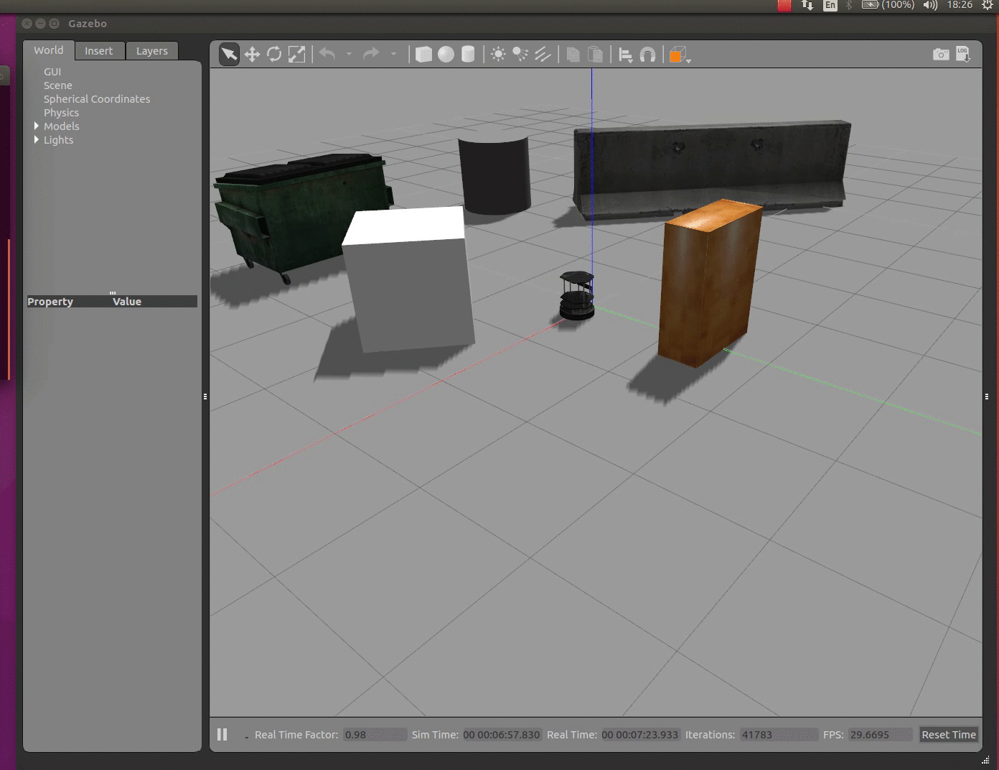 En (100%) 18:26
Gazebo
World Insert Layers
GUI
Scene
Spherical Coordinates
Physics
Models
Lights
Property Value
LOG
Real Time Factor: 0.98 Sim Time: 00 00:06:57.830 Real Time: 00 00:07:23.933 Iterations: 41783 FPS: 29.6695 Reset Time